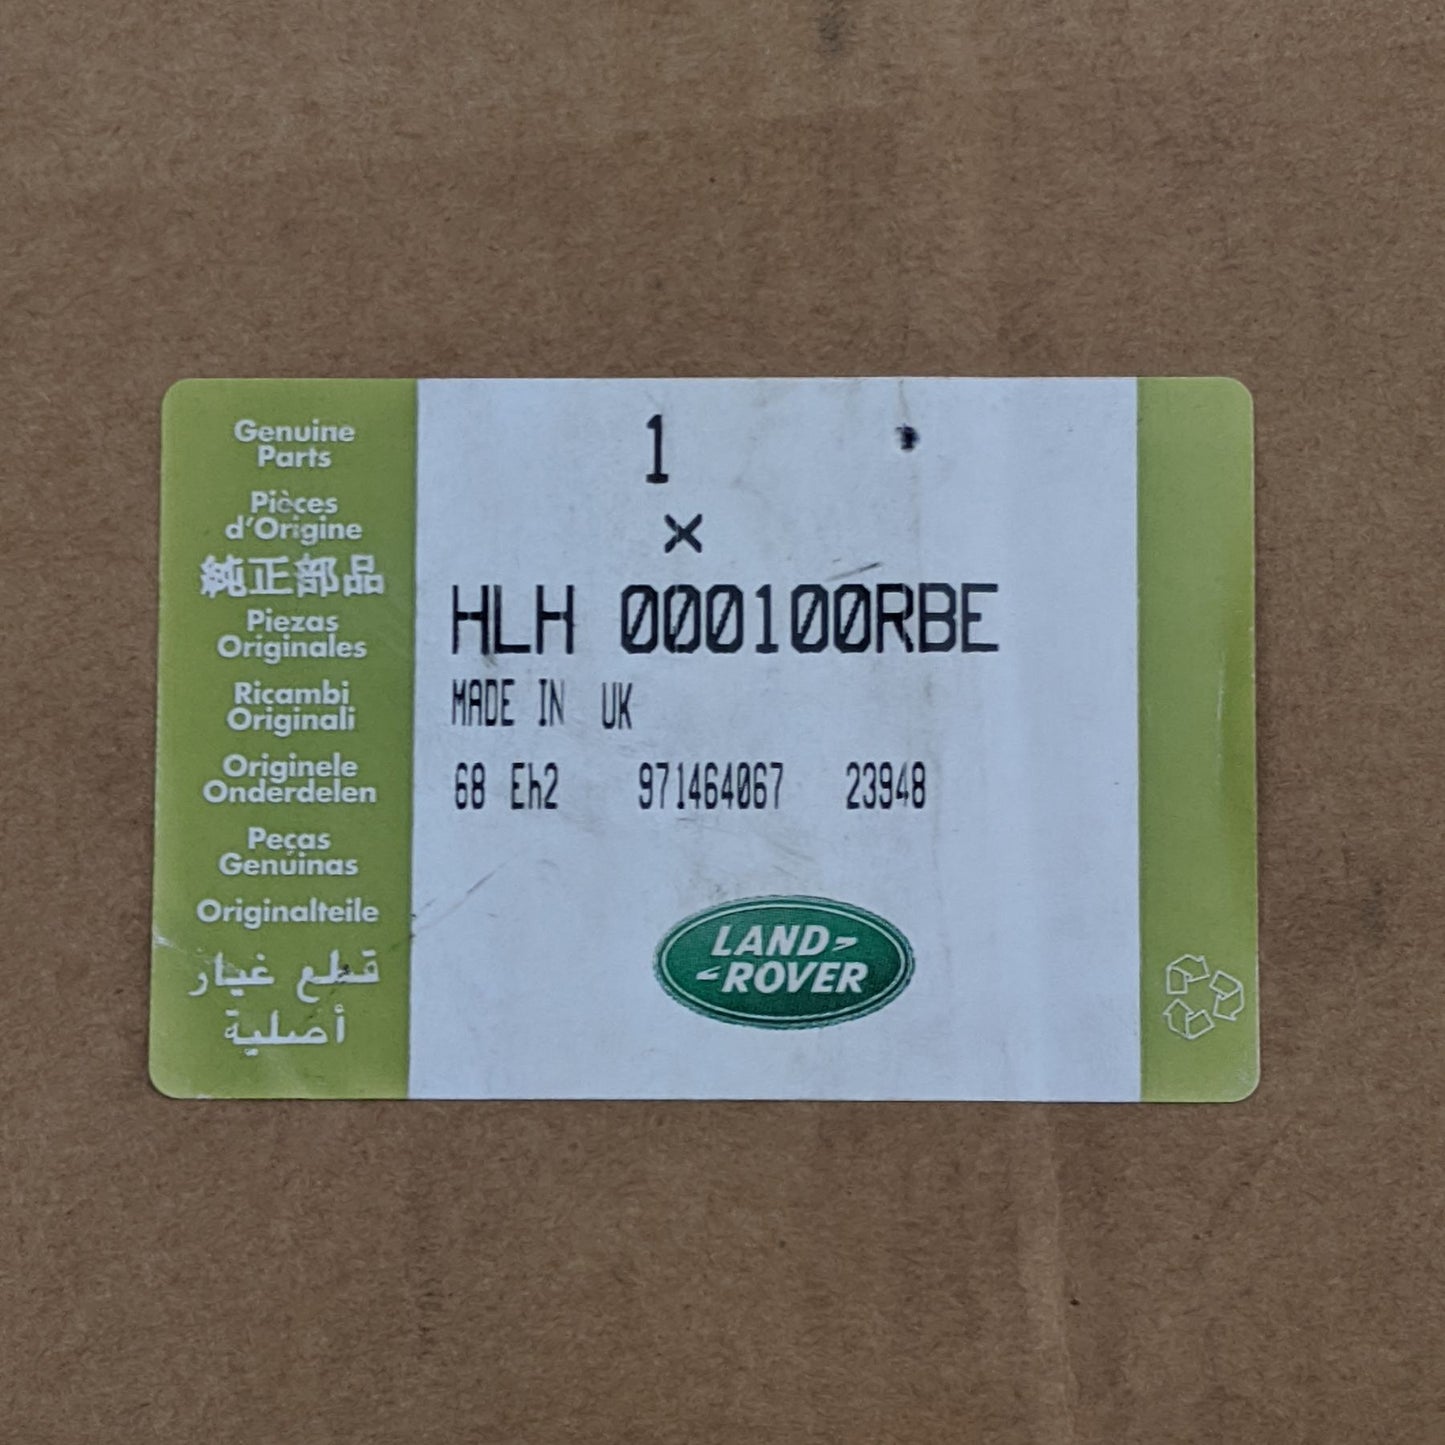 Genuine
Parts
Pièces
d'Origine
純正部品
Piezas
Originales
Ricambi
Originali
Originele
Onderdelen
Peças
Genúinas
Originalteile
قطع غيار
أصلية
1
×
HLH 000100RBE
MADE IN UK
68 Eh2 971464067 23948
LAND-
-ROVER